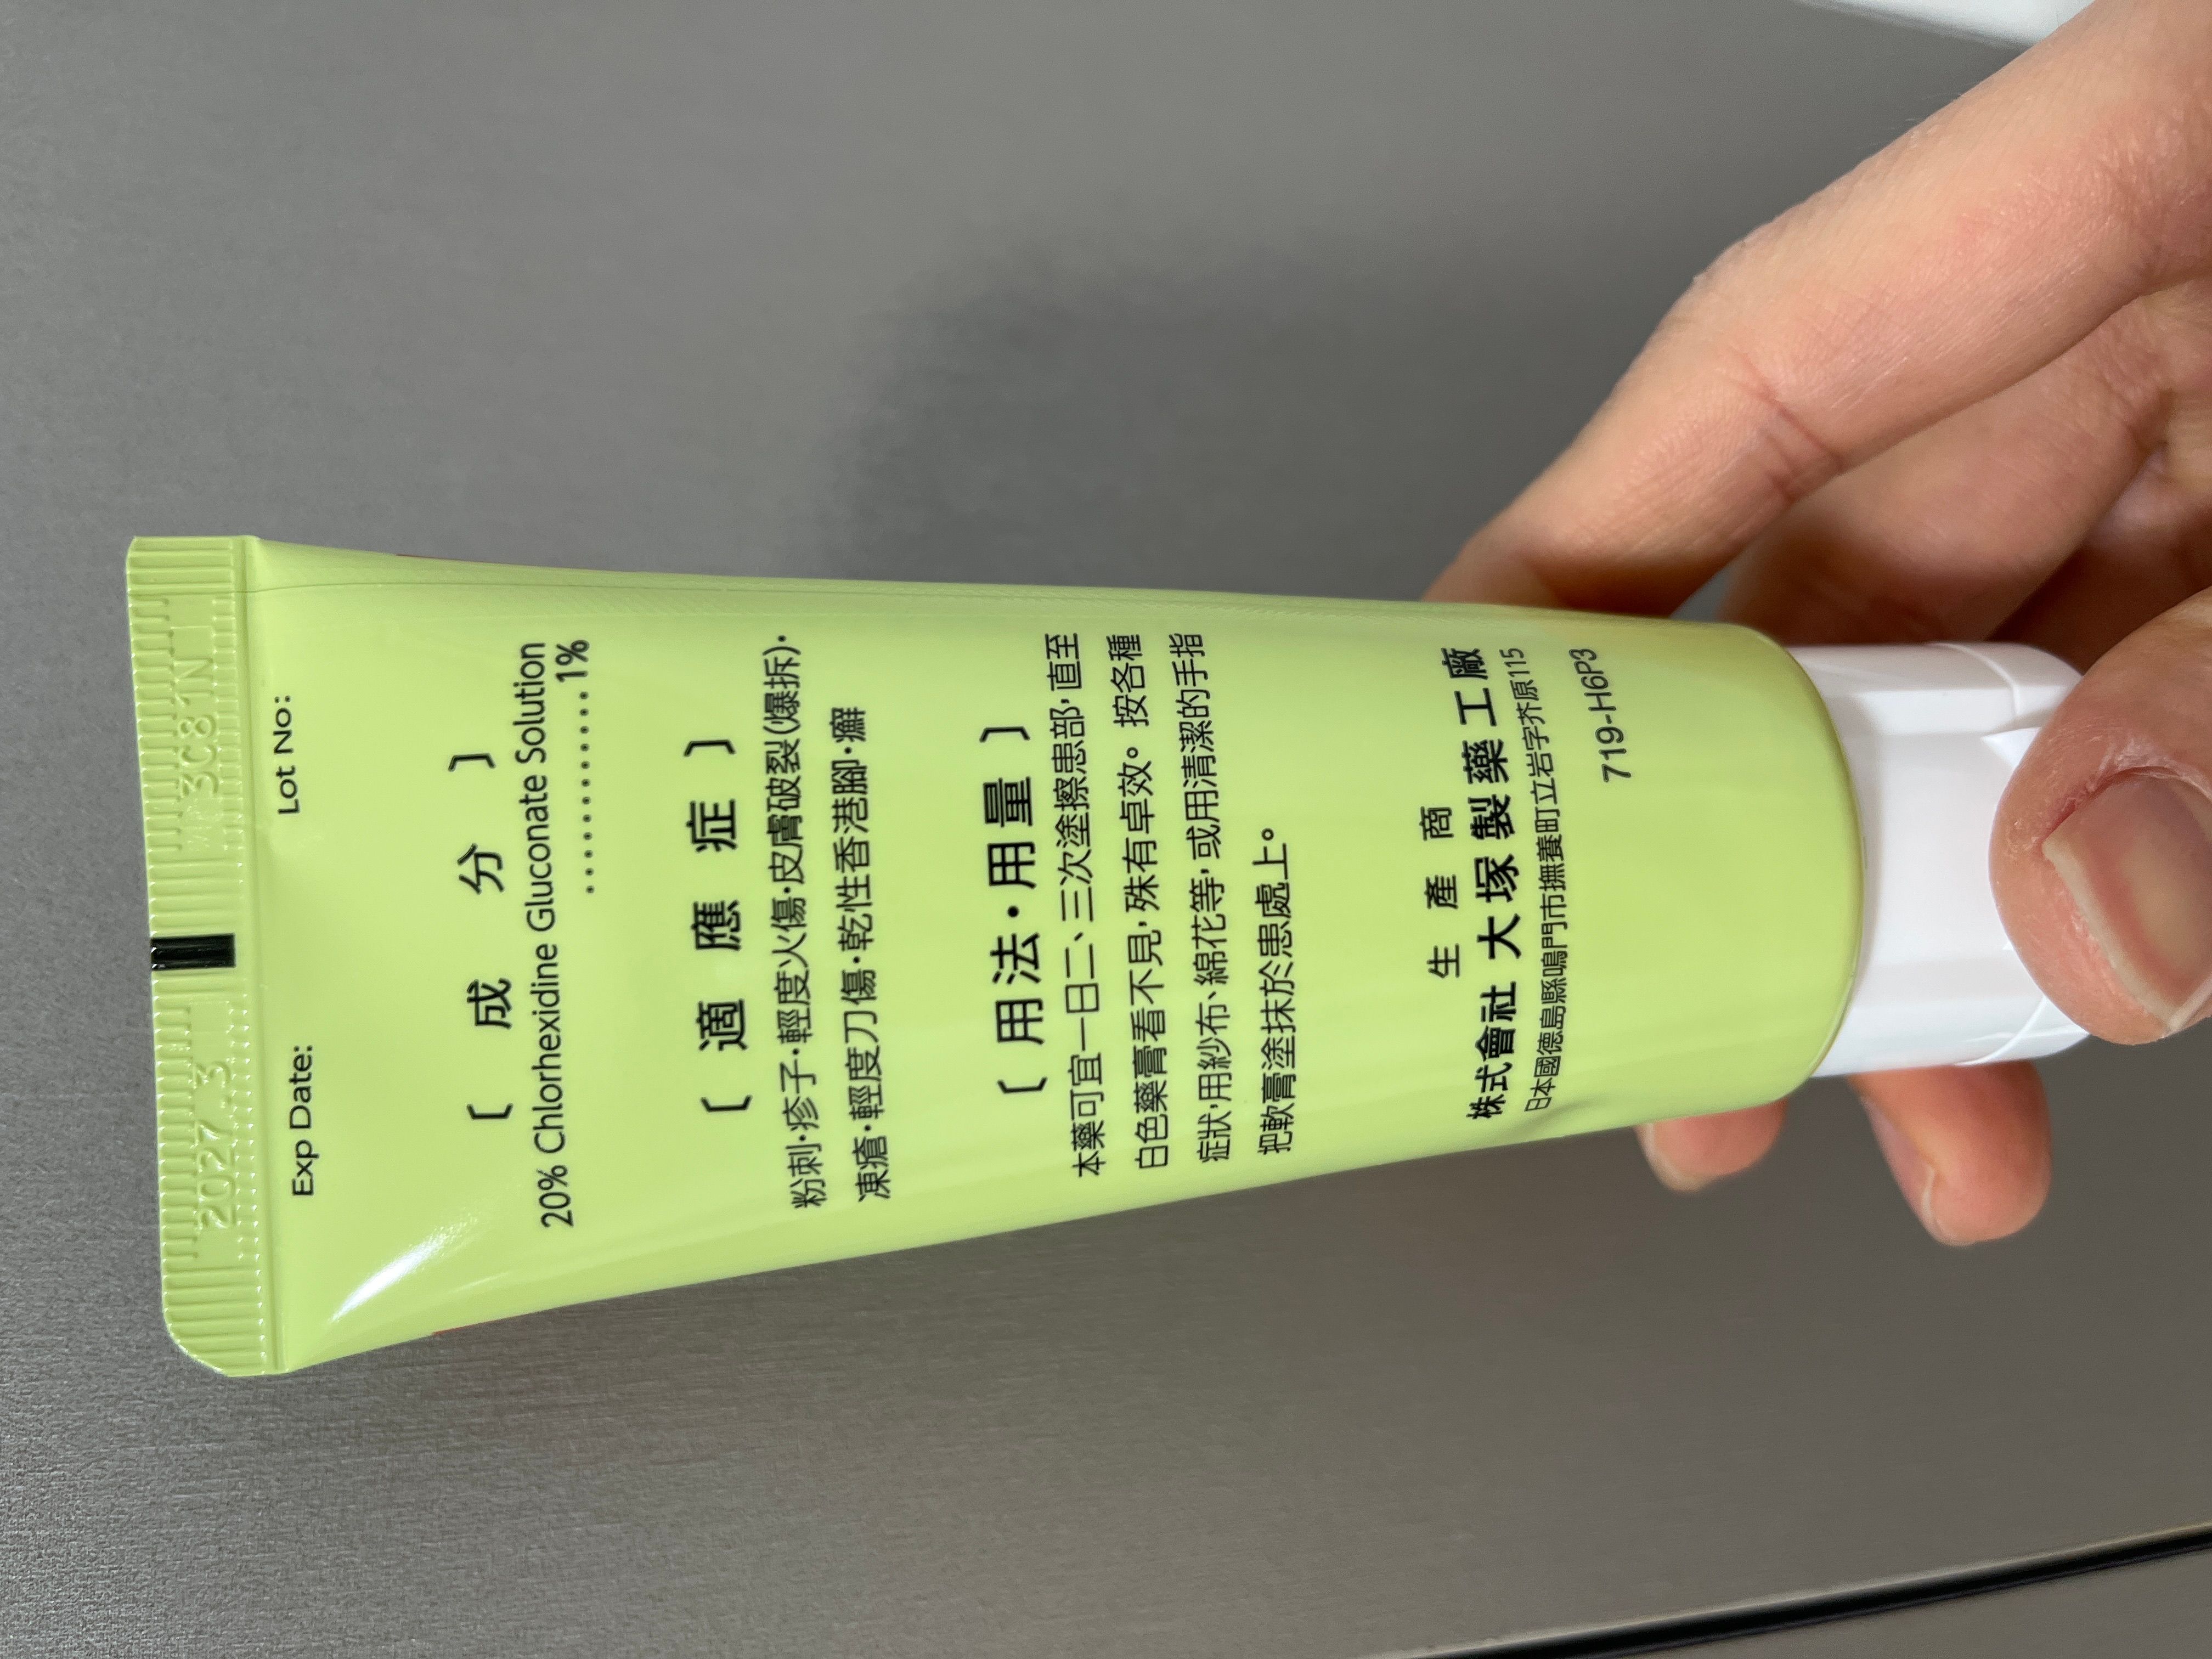 2027.3 3C81N
Exp Date: Lot No:
〔成分〕
20% Chlorhexidine Gluconate Solution
............1%
〔適應症〕
粉刺·疹子·輕度火傷·皮膚破裂(爆拆)·
凍瘡·輕度刀傷·乾性香港腳·癬
〔用法·用量〕
本藥可宜一日二、三次塗擦患部,直至
白色藥膏看不見,殊有卓效。按各種
症狀,用紗布、綿花等,或用清潔的手指
把軟膏塗抹於患處上。
生產商
株式會社 大塚製藥工廠
日本國德島縣鳴門市撫養町立岩字芥原115
719-H6P3